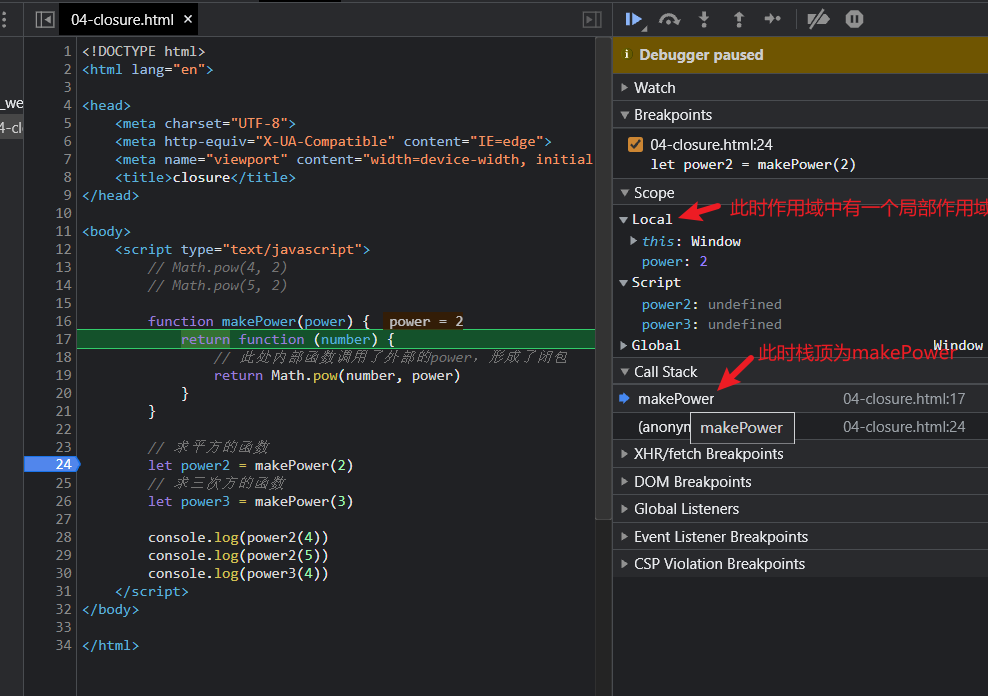 04-closure.html ×
_we
4-cl
1 <!DOCTYPE html>
2 <html lang="en">
3
4 <head>
5 <meta charset="UTF-8">
6 <meta http-equiv="X-UA-Compatible" content="IE=edge">
7 <meta name="viewport" content="width=device-width, initial
8 <title>closure</title>
9 </head>
10
11 <body>
12 <script type="text/javascript">
13 // Math.pow(4, 2)
14 // Math.pow(5, 2)
15
16 function makePower(power) { power = 2
17 return function (number) {
18 // 此处内部函数调用了外部的power，形成了闭包
19 return Math.pow(number, power)
20 }
21 }
22
23 // 求平方的函数
24 let power2 = makePower(2)
25 // 求三次方的函数
26 let power3 = makePower(3)
27
28 console.log(power2(4))
29 console.log(power2(5))
30 console.log(power3(4))
31 </script>
32 </body>
33
34 </html>
Debugger paused
Watch
Breakpoints
04-closure.html:24
let power2 = makePower(2)
Scope
Local
此时作用域中有一个局部作用域
this: Window
power: 2
Script
power2: undefined
power3: undefined
Global Window
此时栈顶为makePower
Call Stack
makePower 04-closure.html:17
(anonyn 04-closure.html:24
makePower
XHR/fetch Breakpoints
DOM Breakpoints
Global Listeners
Event Listener Breakpoints
CSP Violation Breakpoints